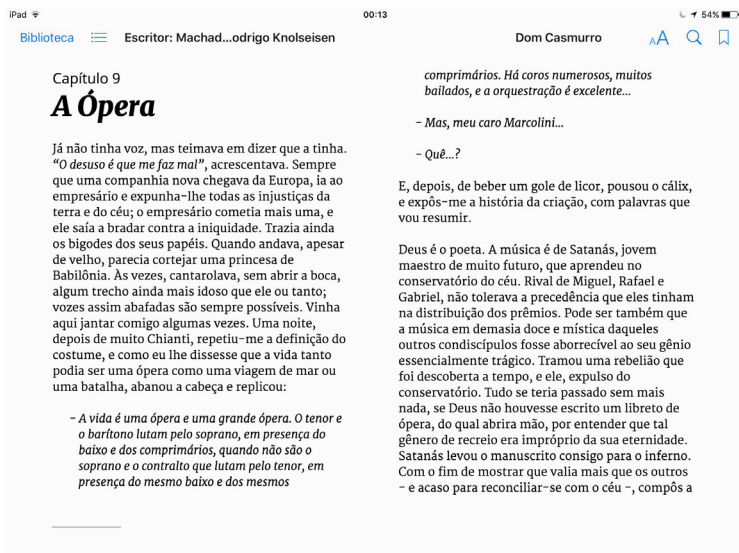 iPad
00:13
54%
Biblioteca
Escritor: Machad...odrigo Knolseisen
Dom Casmurro
AA
Capítulo 9
A Ópera
Já não tinha voz, mas teimava em dizer que a tinha.
“O desuso é que me faz mal”, acrescentava. Sempre
que uma companhia nova chegava da Europa, ia ao
empresário e expunha-lhe todas as injustiças da
terra e do céu; o empresário cometia mais uma, e
ele saía a bradar contra a iniquidade. Trazia ainda
os bigodes dos seus papéis. Quando andava, apesar
de velho, parecia cortejar uma princesa de
Babilônia. Às vezes, cantarolava, sem abrir a boca,
algum trecho ainda mais idoso que ele ou tanto;
vozes assim abafadas são sempre possíveis. Vinha
aqui jantar comigo algumas vezes. Uma noite,
depois de muito Chianti, repetiu-me a definição do
costume, e como eu lhe dissesse que a vida tanto
podia ser uma ópera como uma viagem de mar ou
uma batalha, abanou a cabeça e replicou:
– A vida é uma ópera e uma grande ópera. O tenor e
o barítono lutam pelo soprano, em presença do
baixo e dos comprimários, quando não são o
soprano e o contralto que lutam pelo tenor, em
presença do mesmo baixo e dos mesmos
comprimários. Há coros numerosos, muitos
bailados, e a orquestração é excelente...
– Mas, meu caro Marcolini...
– Quê...?
E, depois, de beber um gole de licor, pousou o cálix,
e expôs-me a história da criação, com palavras que
vou resumir.
Deus é o poeta. A música é de Satanás, jovem
maestro de muito futuro, que aprendeu no
conservatório do céu. Rival de Miguel, Rafael e
Gabriel, não tolerava a precedência que eles tinham
na distribuição dos prêmios. Pode ser também que
a música em demasia doce e mística daqueles
outros condiscípulos fosse aborrecível ao seu gênio
essencialmente trágico. Tramou uma rebelião que
foi descoberta a tempo, e ele, expulso do
conservatório. Tudo se teria passado sem mais
nada, se Deus não houvesse escrito um libreto de
ópera, do qual abrira mão, por entender que tal
gênero de recreio era impróprio da sua eternidade.
Satanás levou o manuscrito consigo para o inferno.
Com o fim de mostrar que valia mais que os outros
– e acaso para reconciliar-se com o céu –, compôs a